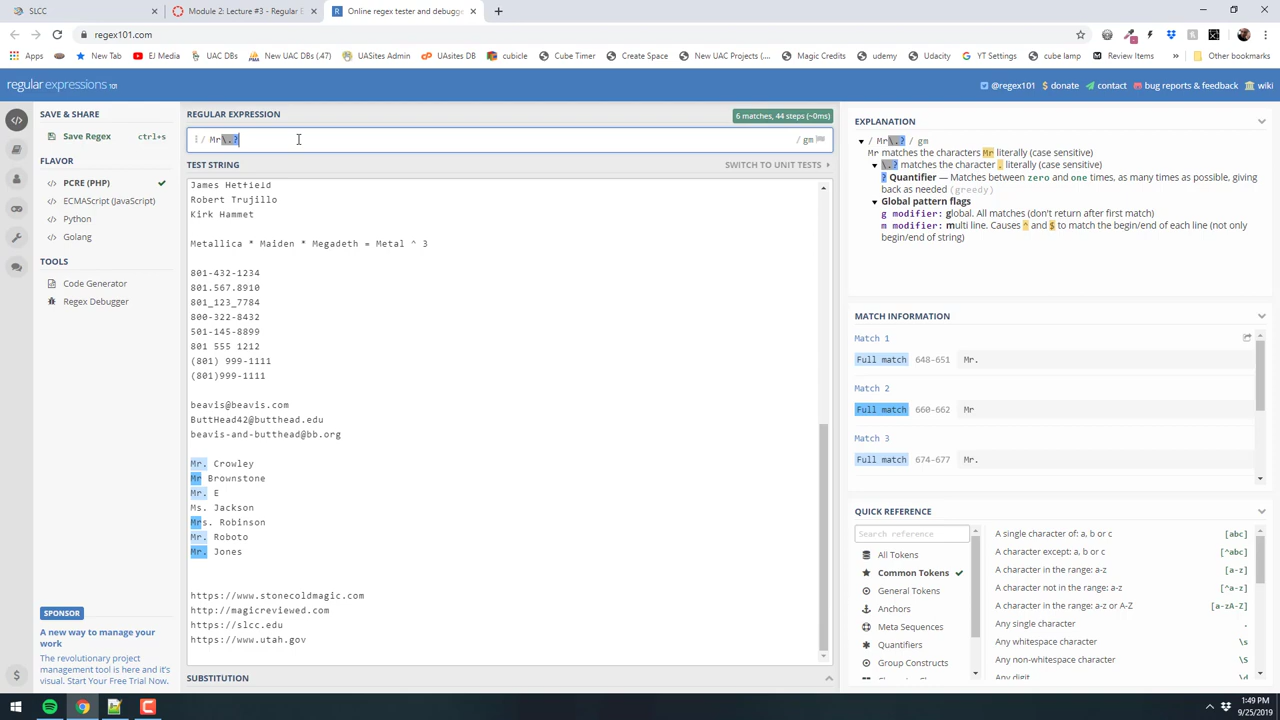 SLCC
Module 2: Lecture #3 - Regular E
Online regex tester and debugge
regex101.com
Apps
EJ Media
UAC DBs
New UAC DBs (.47)
UASites Admin
UAsites DB
cubicle
Cube Timer
Create Space
New UAC Projects (...
Magic Credits
udemy
Udacity
YT Settings
cube lamp
Review Items
Other bookmarks
regular expressions 101
@regex101
donate
contact
bug reports & feedback
wiki
SAVE & SHARE
Save Regex ctrl+s
FLAVOR
PCRE (PHP)
ECMAScript (JavaScript)
Python
Golang
TOOLS
Code Generator
Regex Debugger
SPONSOR
A new way to manage your
work
The revolutionary project
management tool is here and it's
visual. Start Your Free Trial Now.
REGULAR EXPRESSION
6 matches, 44 steps (~0ms)
/ Mr\.? / gm
TEST STRING
SWITCH TO UNIT TESTS
James Hetfield
Robert Trujillo
Kirk Hammet
Metallica * Maiden * Megadeth = Metal ^ 3
801-432-1234
801.567.8910
801_123_7784
800-322-8432
501-145-8899
801 555 1212
(801) 999-1111
(801)999-1111
beavis@beavis.com
ButtHead42@butthead.edu
beavis-and-butthead@bb.org
Mr. Crowley
Mr Brownstone
Mr. E
Ms. Jackson
Mrs. Robinson
Mr. Roboto
Mr. Jones
https://www.stonecoldmagic.com
http://magicreviewed.com
https://slcc.edu
https://www.utah.gov
SUBSTITUTION
EXPLANATION
/ Mr\.? / gm
Mr matches the characters Mr literally (case sensitive)
\.? matches the character . literally (case sensitive)
? Quantifier — Matches between zero and one times, as many times as possible, giving
back as needed (greedy)
Global pattern flags
g modifier: global. All matches (don't return after first match)
m modifier: multi line. Causes ^ and $ to match the begin/end of each line (not only
begin/end of string)
MATCH INFORMATION
Match 1
Full match 648-651 Mr.
Match 2
Full match 660-662 Mr
Match 3
Full match 674-677 Mr.
QUICK REFERENCE
Search reference
All Tokens
Common Tokens
General Tokens
Anchors
Meta Sequences
Quantifiers
Group Constructs
A single character of: a, b or c [abc]
A character except: a, b or c [^abc]
A character in the range: a-z [a-z]
A character not in the range: a-z [^a-z]
A character in the range: a-z or A-Z [a-zA-Z]
Any single character .
Any whitespace character \s
Any non-whitespace character \S
Any digit \d
1:49 PM
9/25/2019